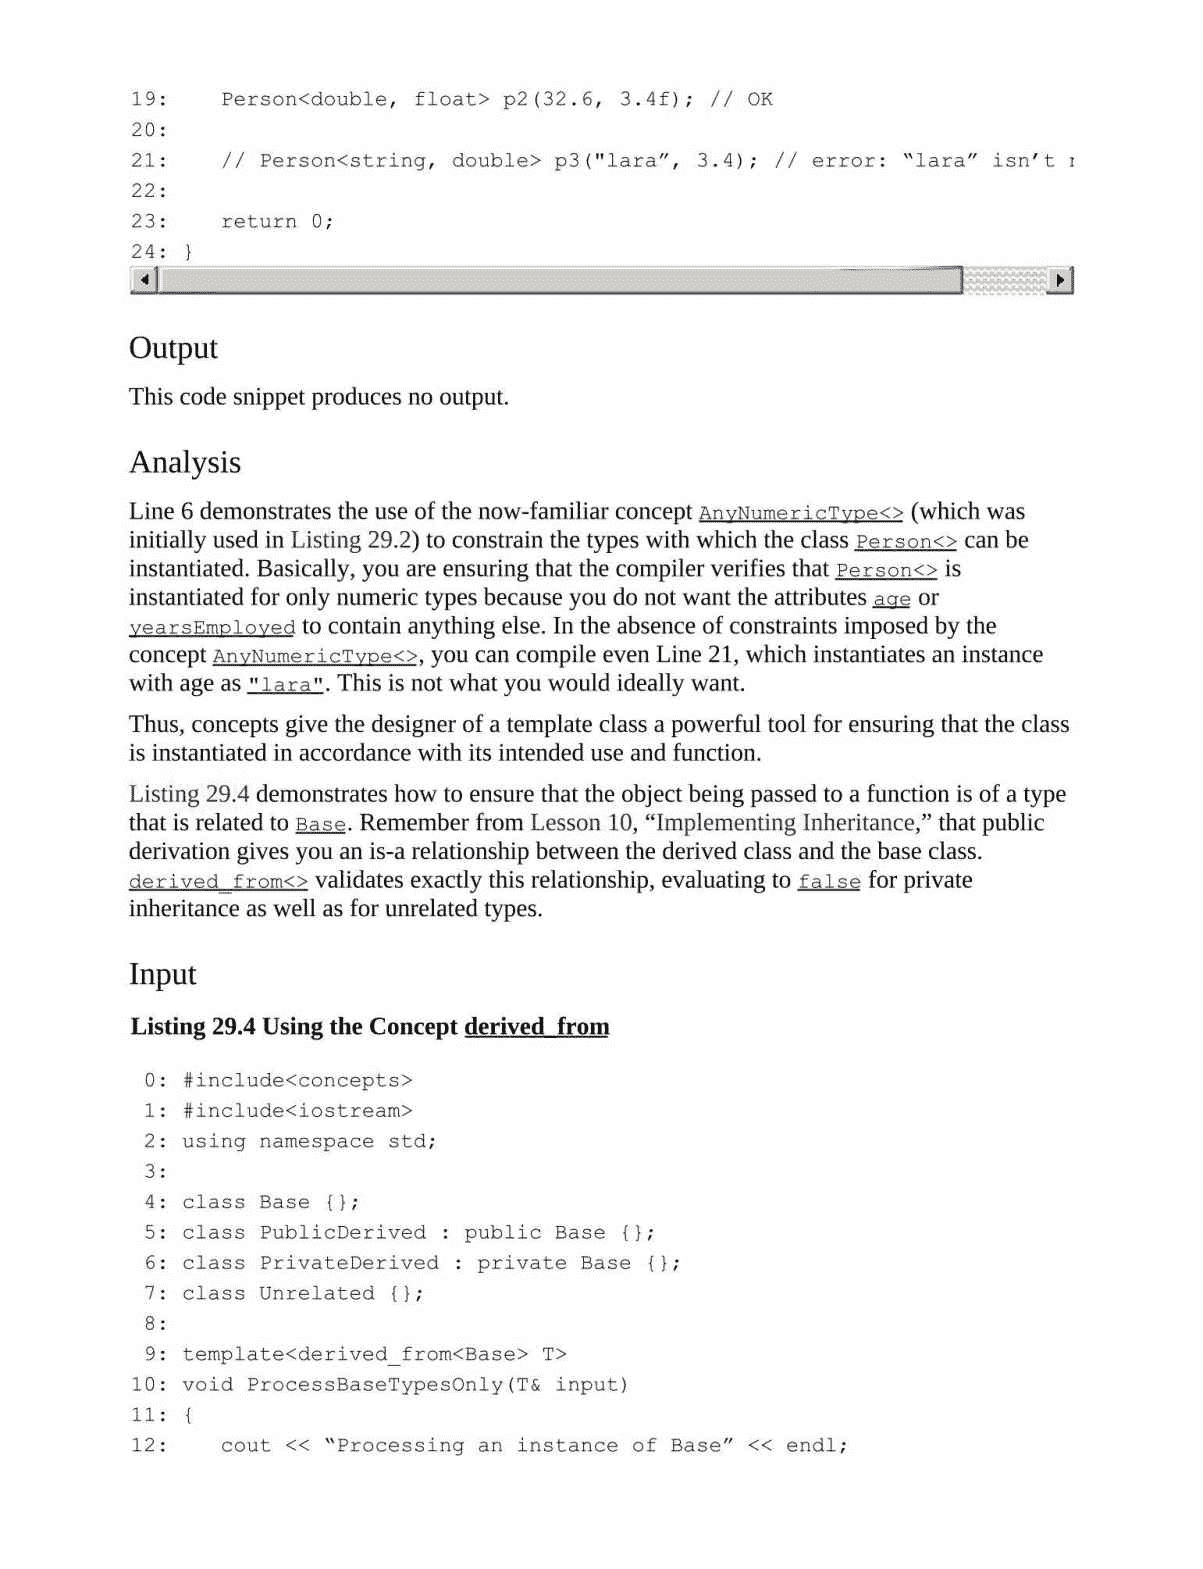 19:    Person<double, float> p2(32.6, 3.4f); // OK
20:
21:    // Person<string, double> p3("lara”, 3.4); // error: “lara” isn’t
22:
23:    return 0;
24: }
Output
This code snippet produces no output.
Analysis
Line 6 demonstrates the use of the now-familiar concept AnyNumericType<> (which was
initially used in Listing 29.2) to constrain the types with which the class Person<> can be
instantiated. Basically, you are ensuring that the compiler verifies that Person<> is
instantiated for only numeric types because you do not want the attributes age or
yearsEmployed to contain anything else. In the absence of constraints imposed by the
concept AnyNumericType<>, you can compile even Line 21, which instantiates an instance
with age as "lara". This is not what you would ideally want.
Thus, concepts give the designer of a template class a powerful tool for ensuring that the class
is instantiated in accordance with its intended use and function.
Listing 29.4 demonstrates how to ensure that the object being passed to a function is of a type
that is related to Base. Remember from Lesson 10, “Implementing Inheritance,” that public
derivation gives you an is-a relationship between the derived class and the base class.
derived_from<> validates exactly this relationship, evaluating to false for private
inheritance as well as for unrelated types.
Input
Listing 29.4 Using the Concept derived_from
0: #include<concepts>
1: #include<iostream>
2: using namespace std;
3:
4: class Base {};
5: class PublicDerived : public Base {};
6: class PrivateDerived : private Base {};
7: class Unrelated {};
8:
9: template<derived_from<Base> T>
10: void ProcessBaseTypesOnly(T& input)
11: {
12:    cout << “Processing an instance of Base” << endl;